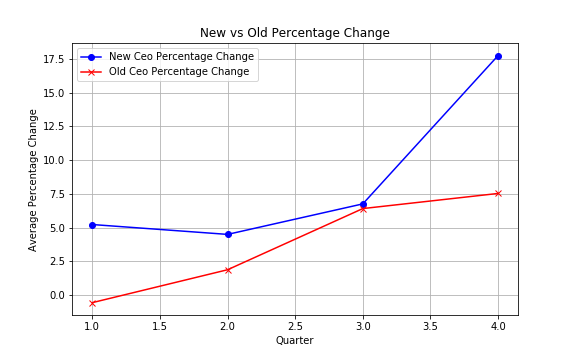 New vs Old Percentage Change
New Ceo Percentage Change
Old Ceo Percentage Change
Average Percentage Change
17.5
15.0
12.5
10.0
7.5
5.0
2.5
0.0
1.0 1.5 2.0 2.5 3.0 3.5 4.0
Quarter